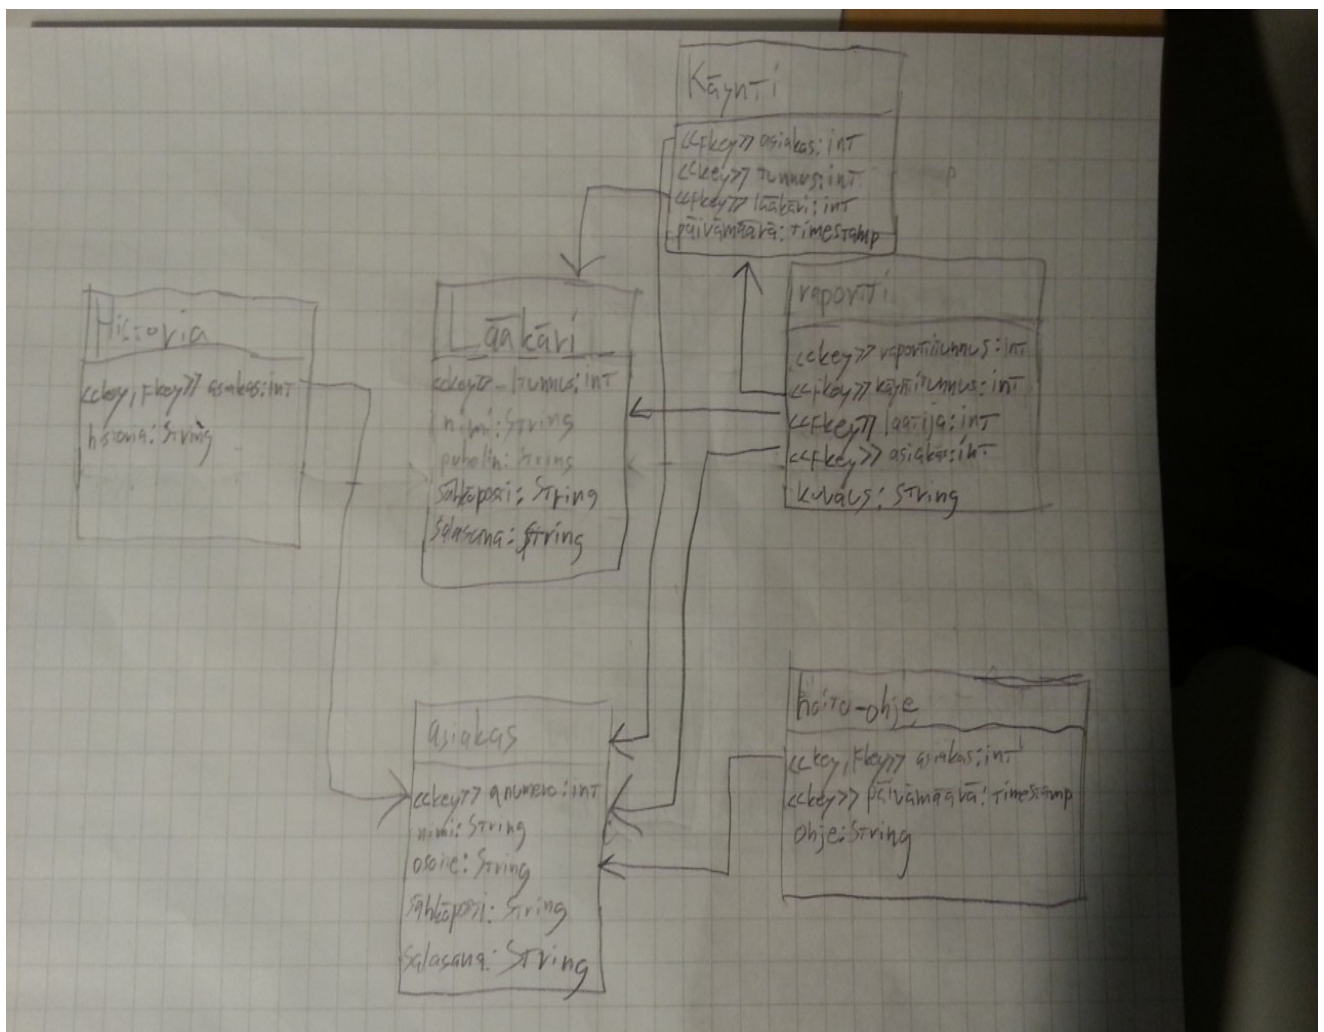 Käynti
<<fkey>> asiakas: int
<<key>> tunnus: int
<<fkey>> lääkäri: int
päivämäärä: timestamp
Historia
<<key, fkey>> asiakas: int
historia: String
Lääkäri
<<key>> ltunnus: int
nimi: String
puhelin: String
sähköposti: String
salasana: String
raportti
<<key>> raporttitunnus: int
<<fkey>> käyntitunnus: int
<<fkey>> laatija: int
<<fkey>> asiakas: int
kuvaus: String
asiakas
<<key>> anumero: int
nimi: String
osoite: String
sähköposti: String
salasana: String
hoito-ohje
<<key, fkey>> asiakas: int
<<key>> päivämäärä: timestamp
ohje: String